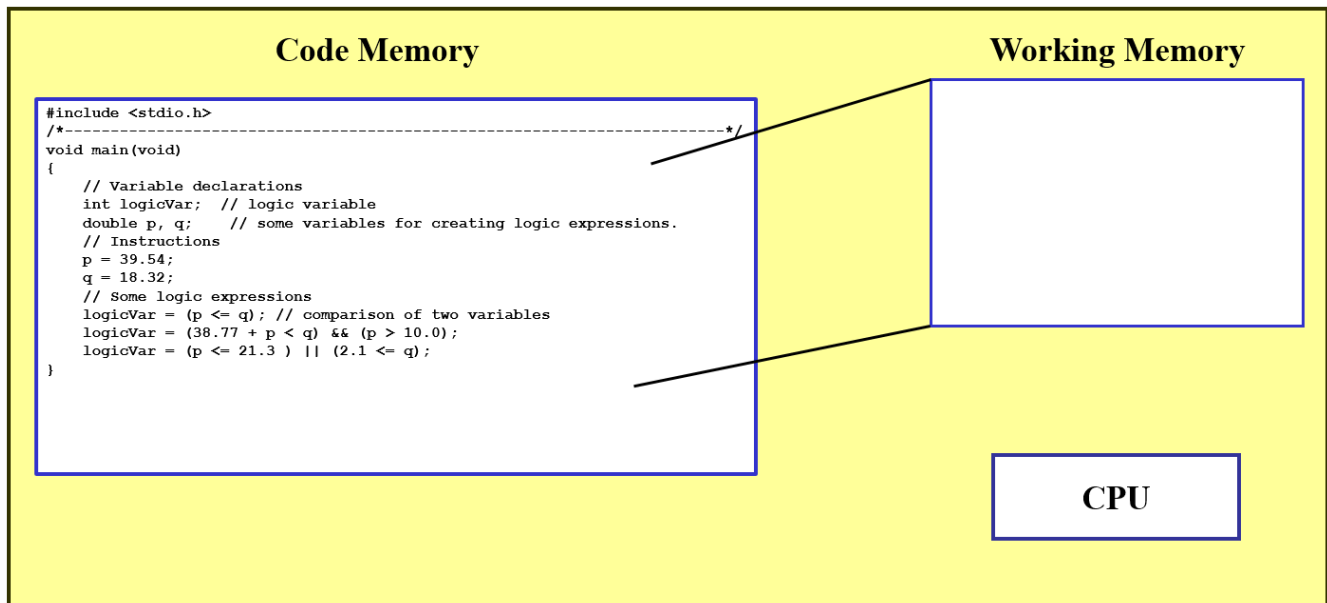 Code Memory
Working Memory
#include <stdio.h>
/*------------------------------------------------------------------------*/
void main(void)
{
    // Variable declarations
    int logicVar;  // logic variable
    double p, q;    // some variables for creating logic expressions.
    // Instructions
    p = 39.54;
    q = 18.32;
    // Some logic expressions
    logicVar = (p <= q); // comparison of two variables
    logicVar = (38.77 + p < q) && (p > 10.0);
    logicVar = (p <= 21.3 ) || (2.1 <= q);
}
CPU